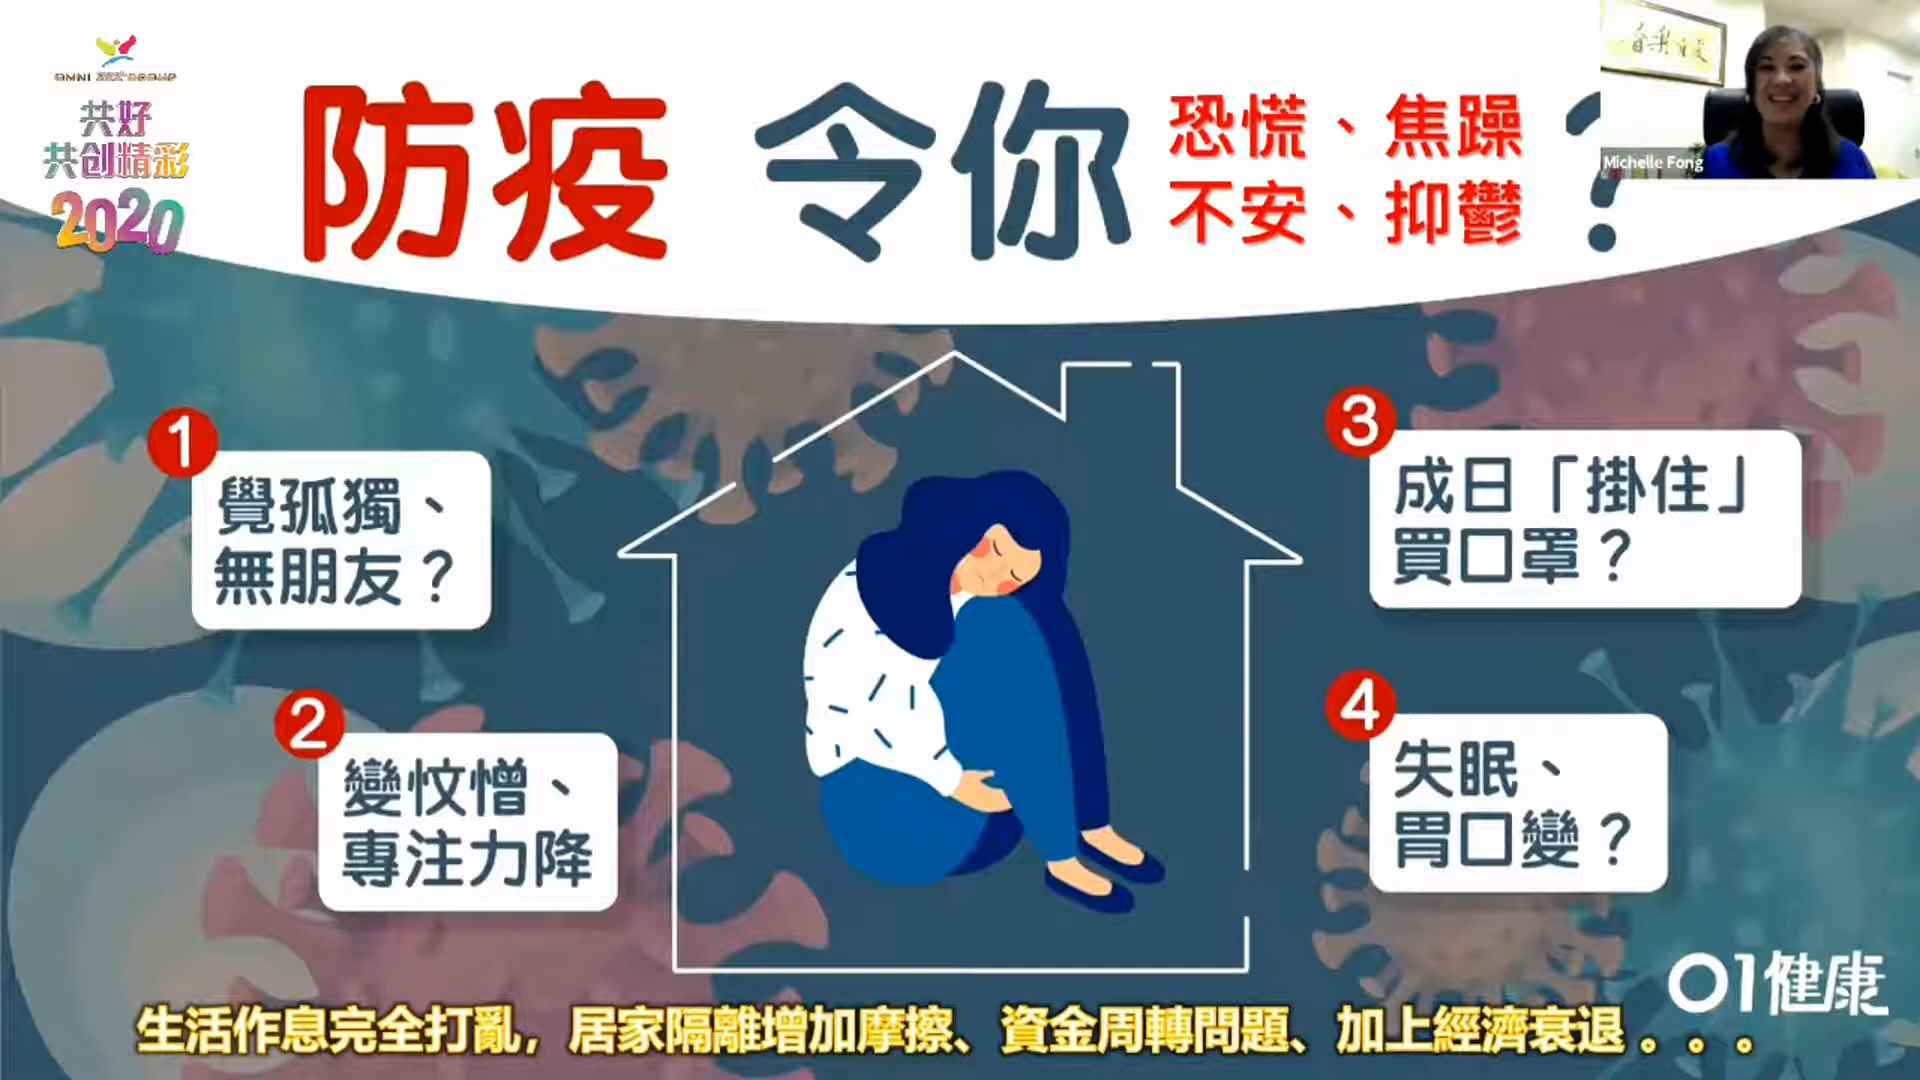 OMNI
GROUP
共好
共创精彩
2020
防疫 令你
恐慌、焦躁
不安、抑鬱
？
Michelle Fong
1
覺孤獨、
無朋友？
2
變忟憎、
專注力降
3
成日「掛住」
買口罩？
4
失眠、
胃口變？
01健康
生活作息完全打亂，居家隔離增加摩擦、資金周轉問題、加上經濟衰退。。。